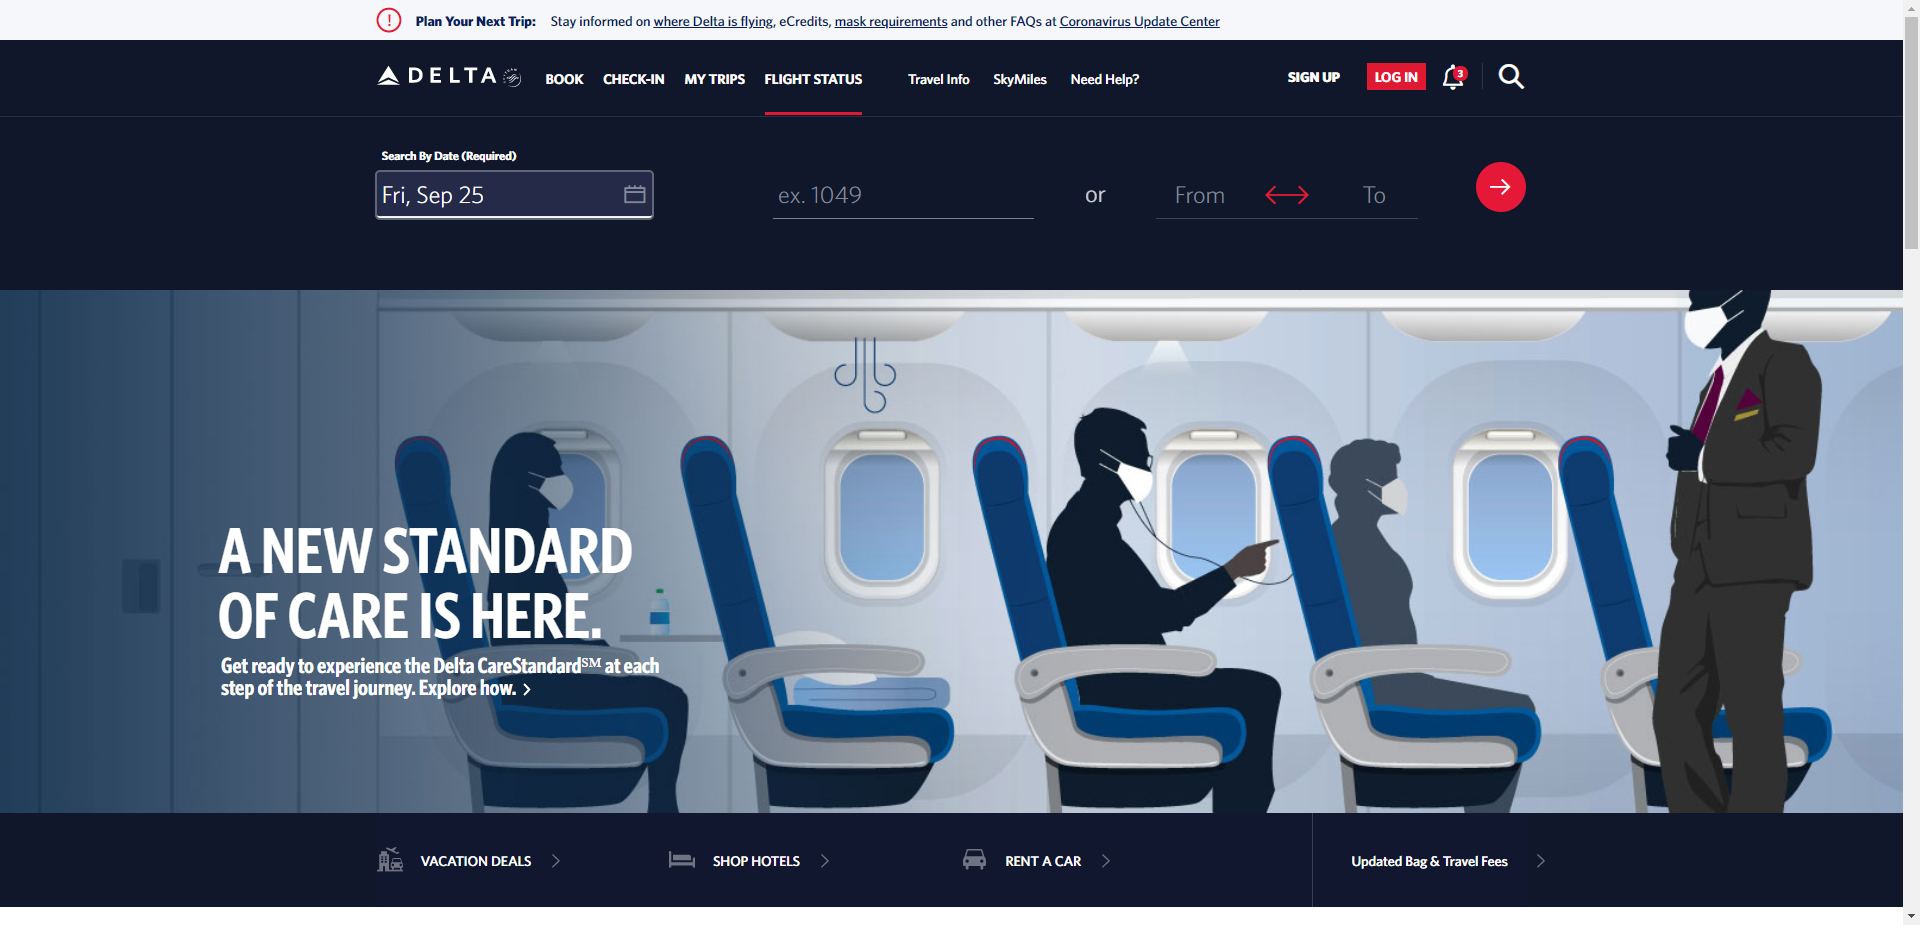 Plan Your Next Trip: Stay informed on where Delta is flying, eCredits, mask requirements and other FAQs at Coronavirus Update Center
DELTA BOOK CHECK-IN MY TRIPS FLIGHT STATUS Travel Info SkyMiles Need Help? SIGN UP LOG IN 3
Search By Date (Required)
Fri, Sep 25 ex. 1049 or From To
A NEW STANDARD
OF CARE IS HERE.
Get ready to experience the Delta CareStandard℠ at each
step of the travel journey. Explore how.
VACATION DEALS SHOP HOTELS RENT A CAR Updated Bag & Travel Fees